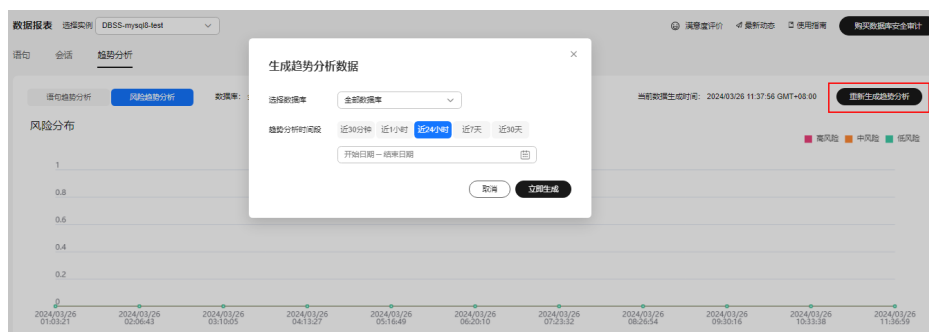 数据报表 选择实例 DBSS-mysql8-test 满意度评价 最新动态 使用指南 购买数据库安全审计
语句 会话 趋势分析
生成趋势分析数据
语句趋势分析 风险趋势分析 数据库： 当前数据生成时间： 2024/03/26 11:37:56 GMT+08:00 重新生成趋势分析
选择数据库 全部数据库
趋势分析时间段 近30分钟 近1小时 近24小时 近7天 近30天
开始日期 – 结束日期
取消 立即生成
风险分布
高风险 中风险 低风险
1
0.8
0.6
0.4
0.2
0
2024/03/26 2024/03/26 2024/03/26 2024/03/26 2024/03/26 2024/03/26 2024/03/26 2024/03/26 2024/03/26 2024/03/26 2024/03/26
01:03:21 02:06:43 03:10:05 04:13:27 05:16:49 06:20:10 07:23:32 08:26:54 09:30:16 10:33:38 11:36:59